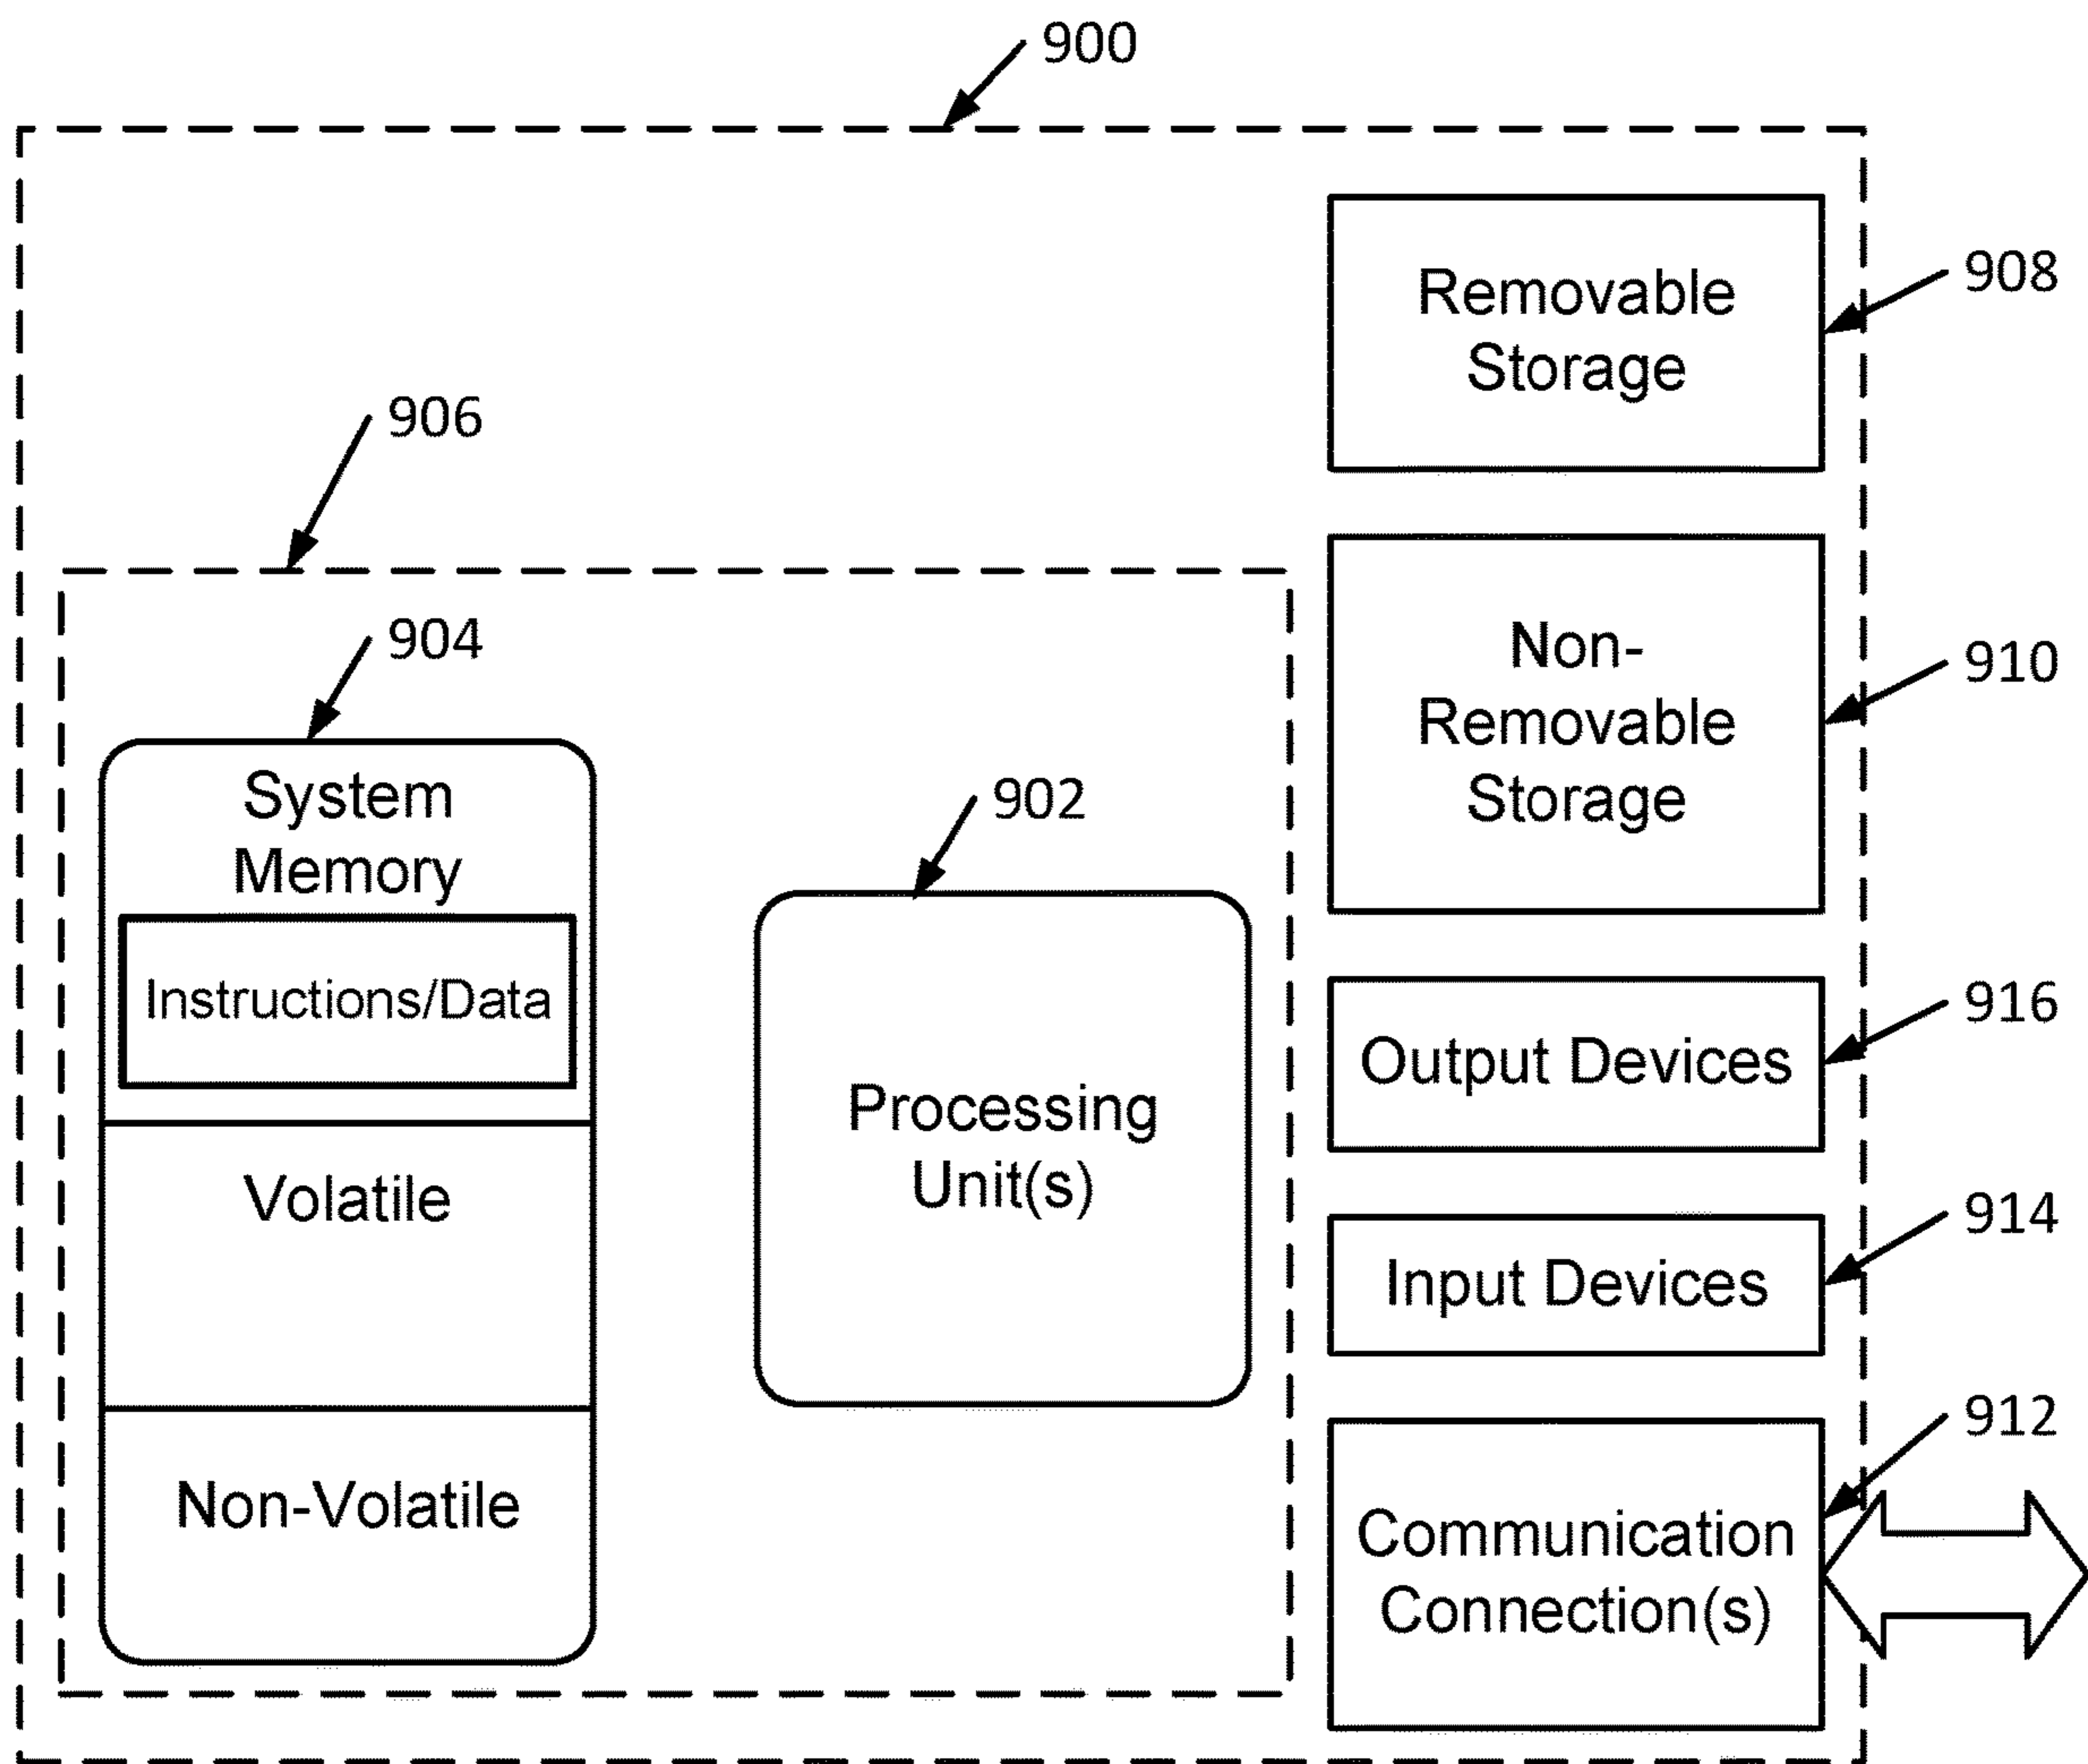 900
Removable
Storage
908
906
Non-
Removable
Storage
910
904
System
Memory
Instructions/Data
Volatile
Non-Volatile
902
Processing
Unit(s)
Output Devices
916
Input Devices
914
Communication
Connection(s)
912